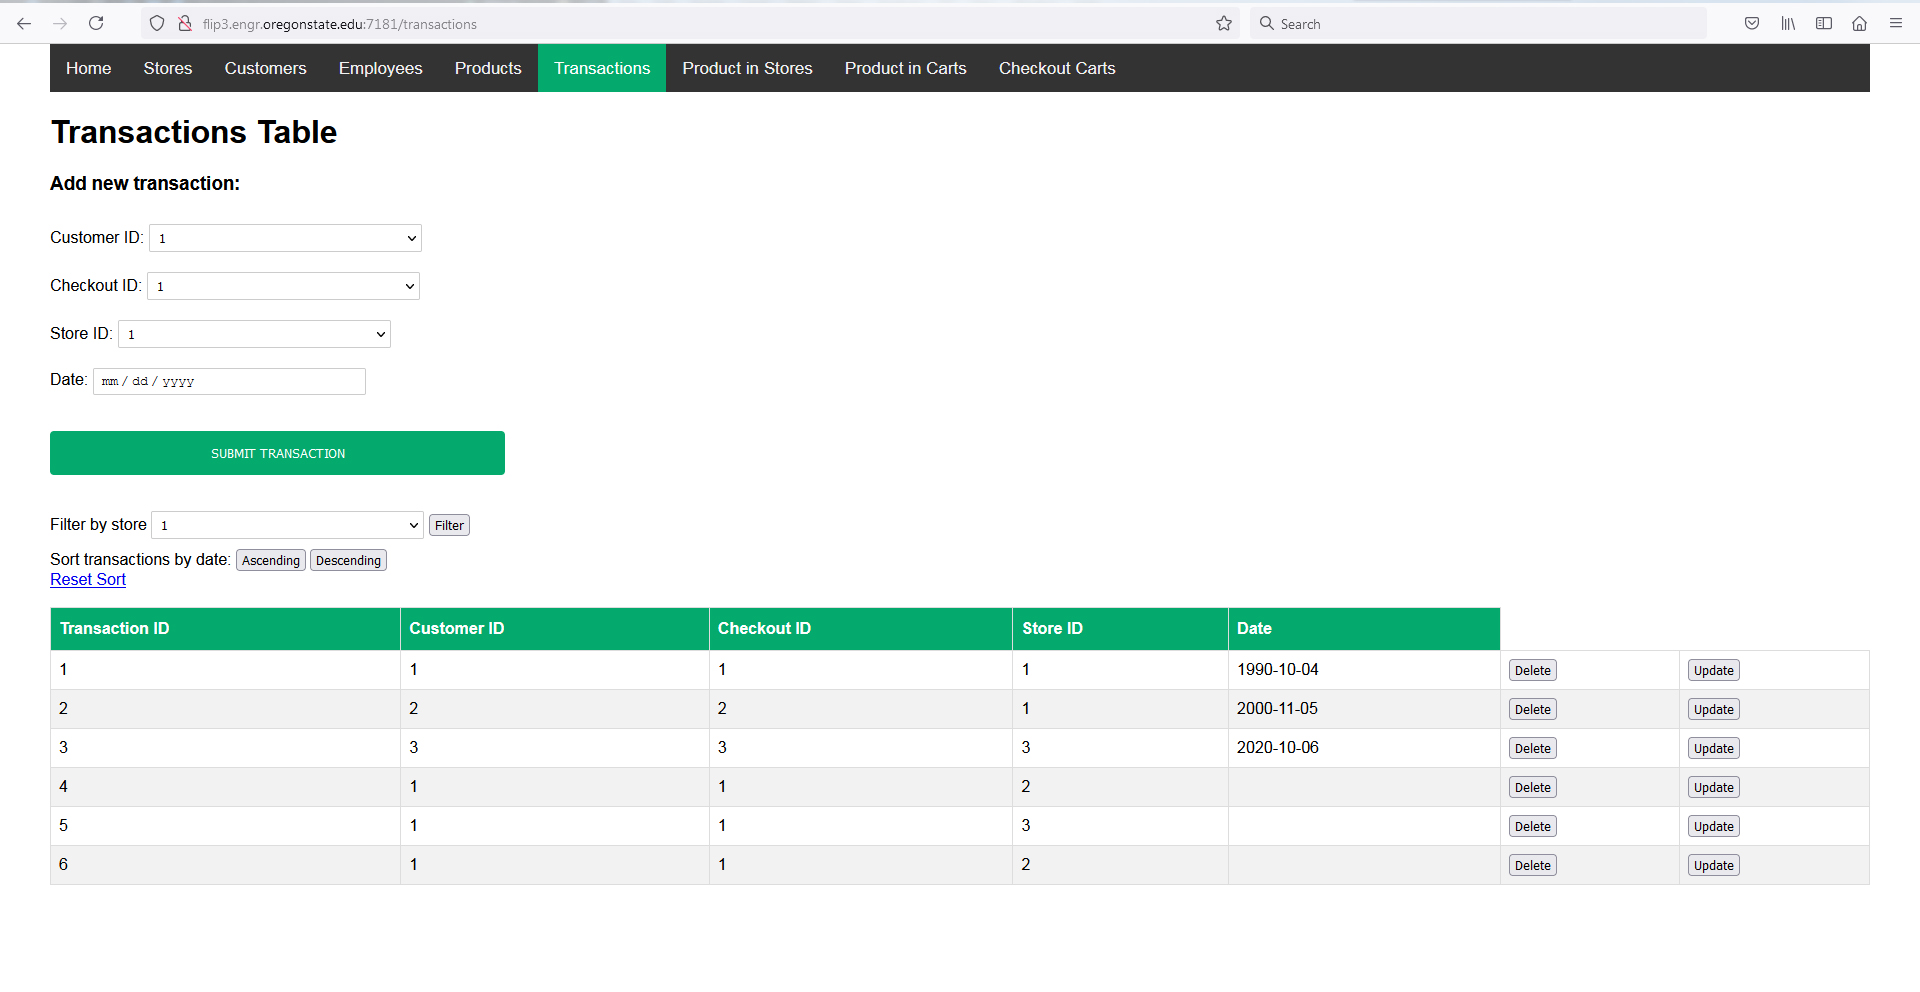 flip3.engr.oregonstate.edu:7181/transactions Search
Home Stores Customers Employees Products Transactions Product in Stores Product in Carts Checkout Carts
Transactions Table
Add new transaction:
Customer ID: 1
Checkout ID: 1
Store ID: 1
Date: mm / dd / yyyy
SUBMIT TRANSACTION
Filter by store 1 Filter
Sort transactions by date: Ascending Descending
Reset Sort
Transaction ID Customer ID Checkout ID Store ID Date
1 1 1 1 1990-10-04 Delete Update
2 2 2 1 2000-11-05 Delete Update
3 3 3 3 2020-10-06 Delete Update
4 1 1 2 Delete Update
5 1 1 3 Delete Update
6 1 1 2 Delete Update